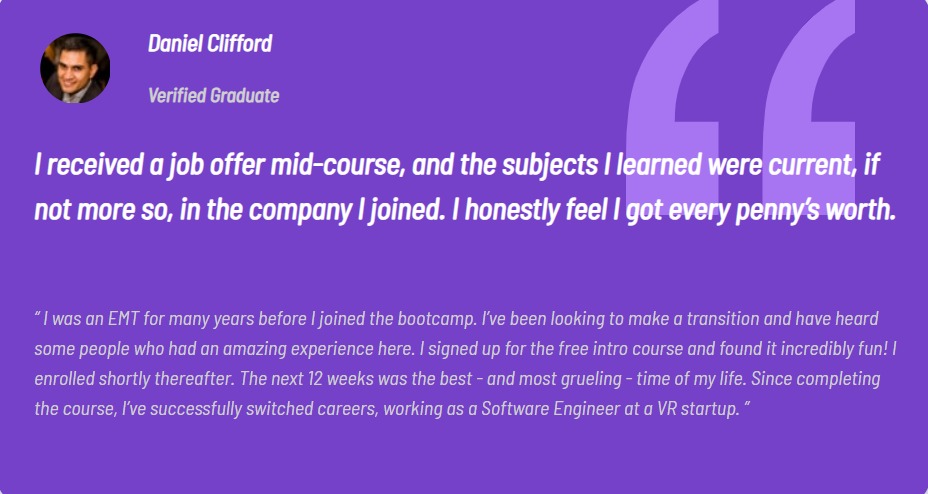 Daniel Clifford
Verified Graduate
I received a job offer mid-course, and the subjects I learned were current, if
not more so, in the company I joined. I honestly feel I got every penny’s worth.
“ I was an EMT for many years before I joined the bootcamp. I’ve been looking to make a transition and have heard
some people who had an amazing experience here. I signed up for the free intro course and found it incredibly fun! I
enrolled shortly thereafter. The next 12 weeks was the best - and most grueling - time of my life. Since completing
the course, I’ve successfully switched careers, working as a Software Engineer at a VR startup. ”